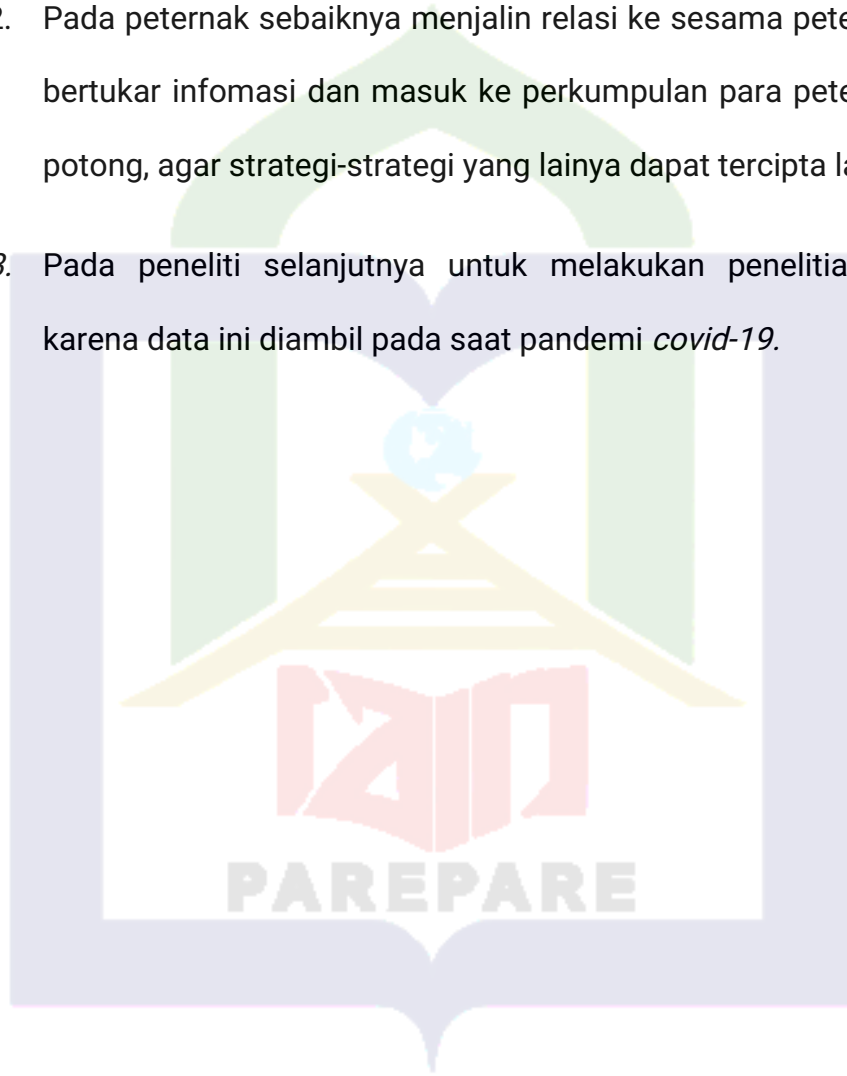 2. Pada peternak sebaiknya menjalin relasi ke sesama pete
bertukar infomasi dan masuk ke perkumpulan para pete
potong, agar strategi-strategi yang lainya dapat tercipta la
3. Pada peneliti selanjutnya untuk melakukan penelitia
karena data ini diambil pada saat pandemi covid-19.
iain
PAREPARE